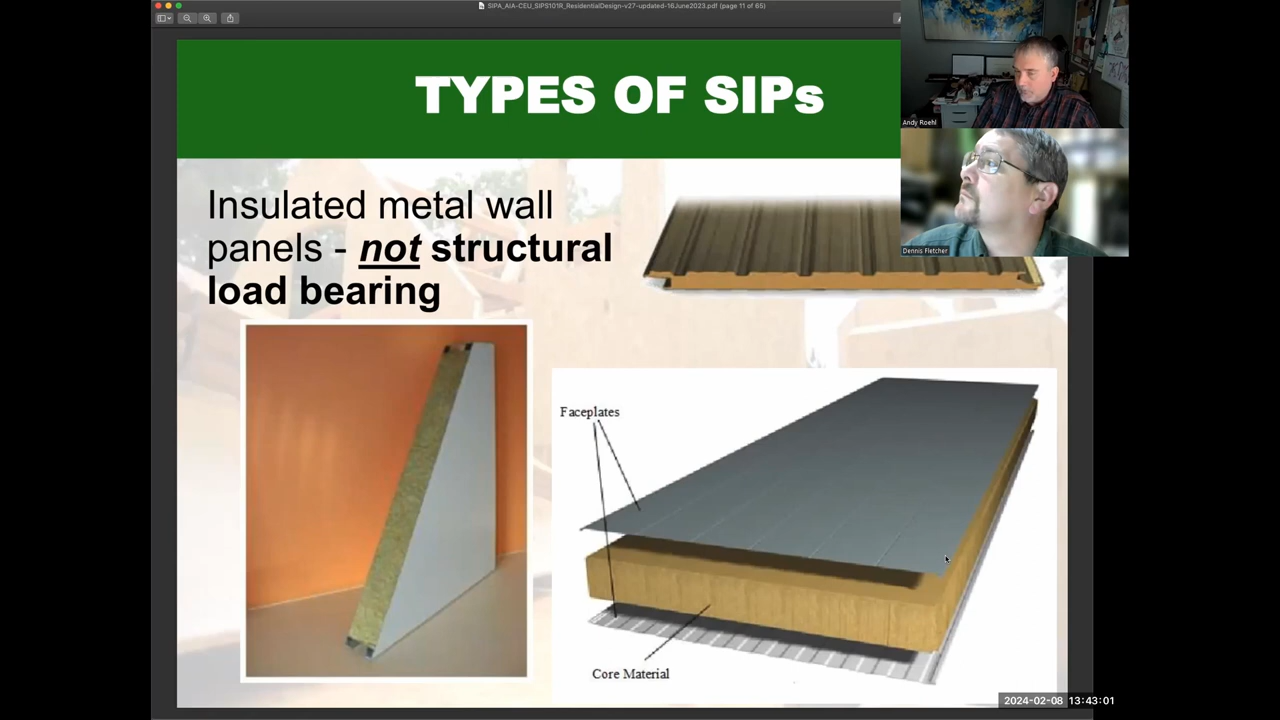 SIPA_AIA-CEU_SIPS101R_ResidentialDesign-v27-updated-16June2023.pdf (page 11 of 65)
TYPES OF SIPs
Andy Roehl
Insulated metal wall
panels - not structural
load bearing
Dennis Fletcher
Faceplates
Core Material
2024-02-08 13:43:01